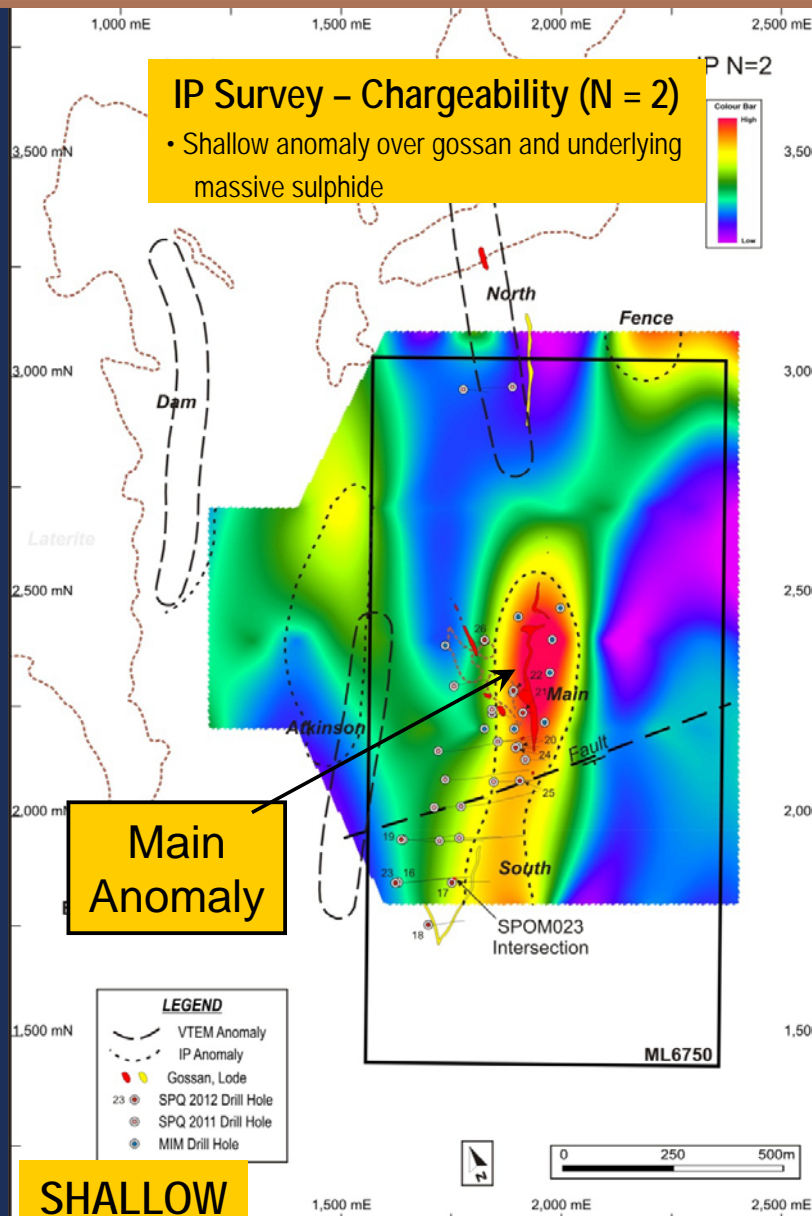 1,000 mE
1,500 mE
2,000 mE
2,500 mE
IP Survey – Chargeability (N = 2)
• Shallow anomaly over gossan and underlying
massive sulphide
N=2
Colour Bar
High
Low
3,500 mN
3,50
North
Fence
3,000 mN
3,00
Dam
Laterite
2,500 mN
2,50
26
22
21
Main
Atkinson
20
24
Fault
25
2,000 mN
2,00
Main
Anomaly
19
23
16
17
South
18
SPOM023
Intersection
LEGEND
VTEM Anomaly
IP Anomaly
Gossan, Lode
23 SPQ 2012 Drill Hole
SPQ 2011 Drill Hole
MIM Drill Hole
1,500 mN
1,50
ML6750
N
0 250 500m
SHALLOW
1,500 mE
2,000 mE
2,500 mE